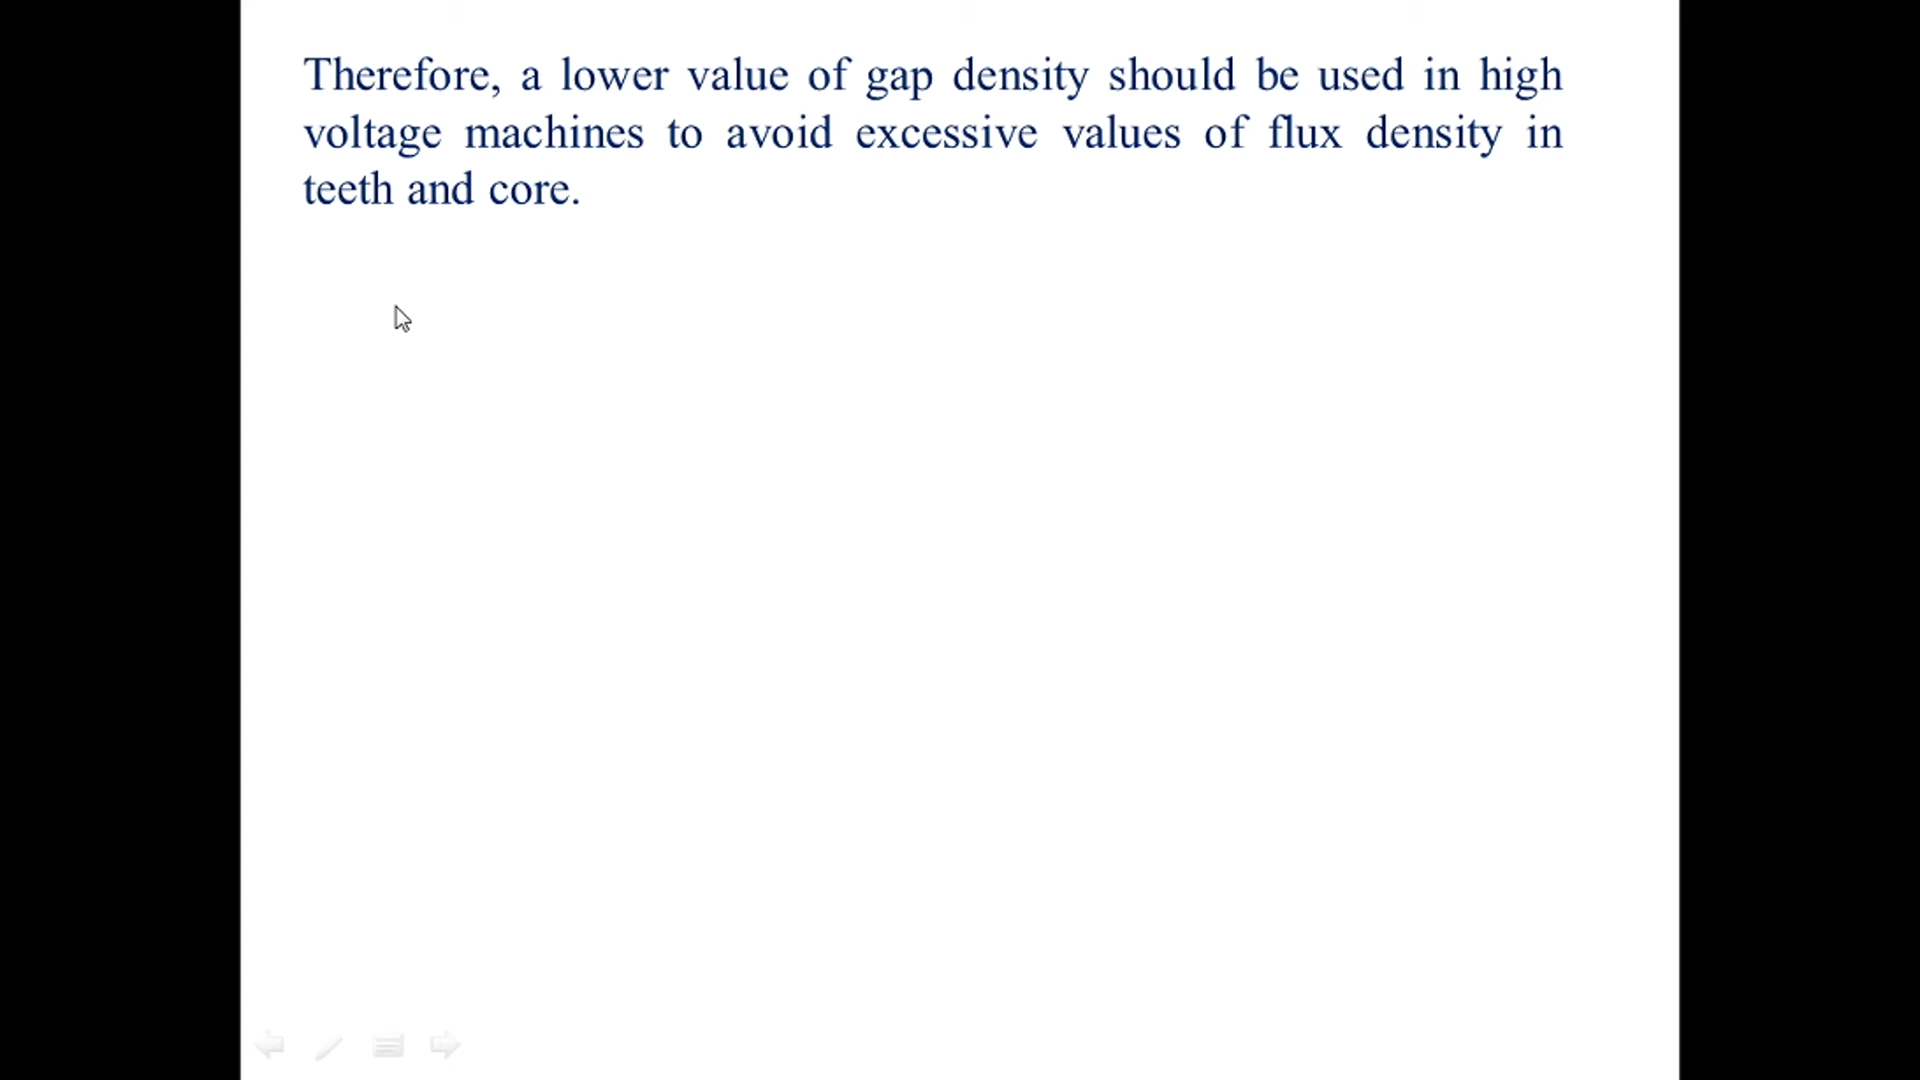 Therefore, a lower value of gap density should be used in high
voltage machines to avoid excessive values of flux density in
teeth and core.